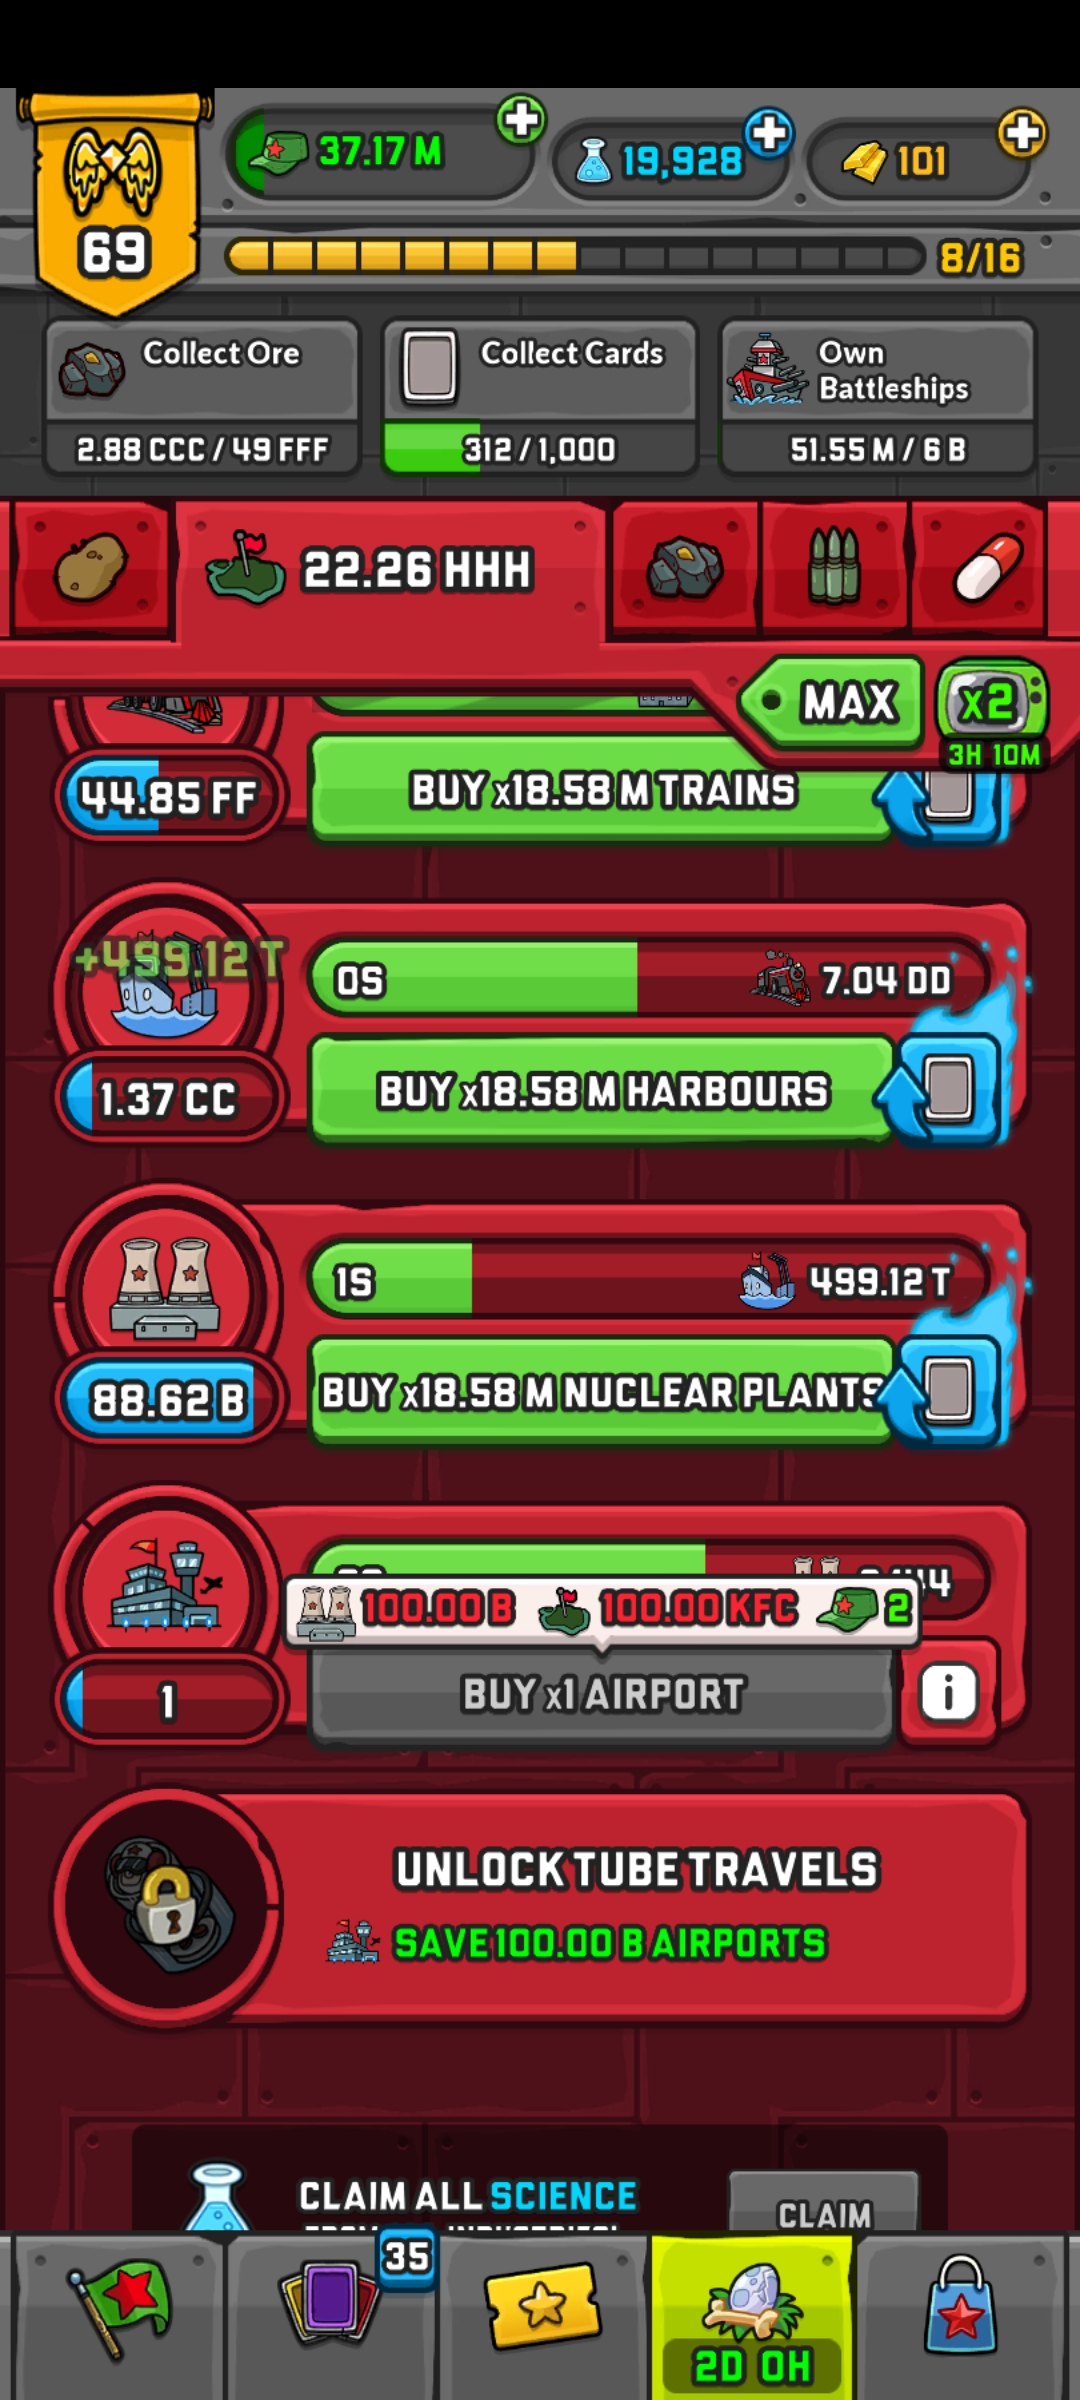 37.17 M
19,928
101
69
8/16
Collect Ore
2.88 CCC / 49 FFF
Collect Cards
312 / 1,000
Own
Battleships
51.55 M / 6 B
22.26 HHH
MAX
x2
3H 10M
44.85 FF
BUY x18.58 M TRAINS
+499.12 T
0S
7.04 DD
1.37 CC
BUY x18.58 M HARBOURS
1S
499.12 T
88.62 B
BUY x18.58 M NUCLEAR PLANTS
100.00 B
100.00 KFC
2
1
BUY x1 AIRPORT
i
UNLOCK TUBE TRAVELS
SAVE 100.00 B AIRPORTS
CLAIM ALL SCIENCE
CLAIM
35
2D 0H